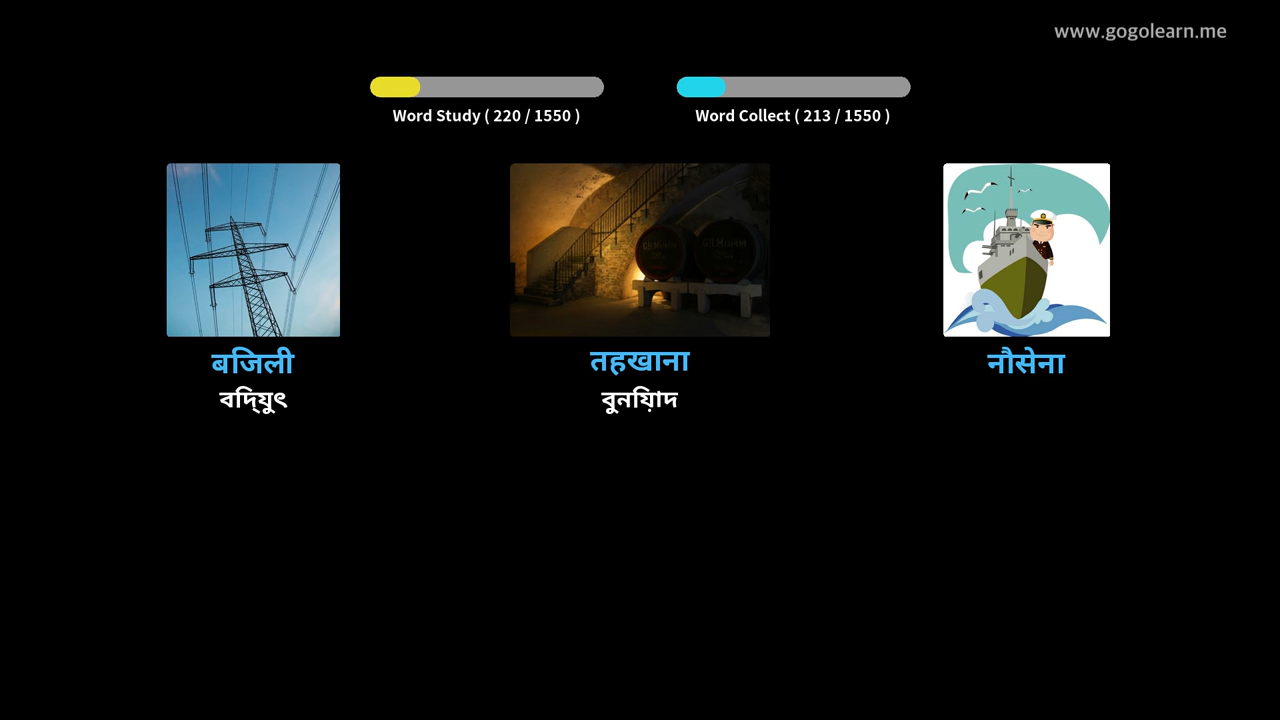 www.gogolearn.me
Word Study ( 220 / 1550 )
Word Collect ( 213 / 1550 )
बजिली
तहखाना
नौसेना
বদি্যুৎ
বুনয়িাদ